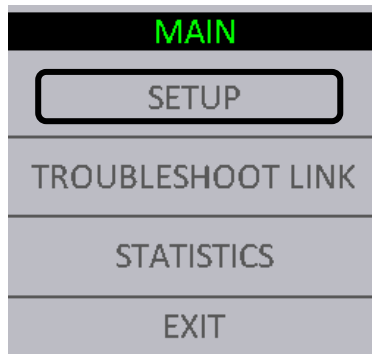 MAIN
SETUP
TROUBLESHOOT LINK
STATISTICS
EXIT